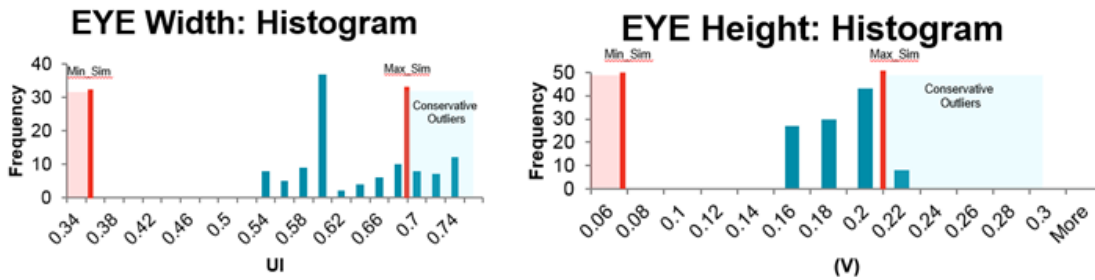 EYE Width: Histogram
Min_Sim
Max_Sim
Conservative
Outliers
Frequency
40
30
20
10
0
0.34
0.38
0.42
0.46
0.5
0.54
0.58
0.62
0.66
0.7
0.74
UI
EYE Height: Histogram
Min_Sim
Max_Sim
Conservative
Outliers
Frequency
50
40
30
20
10
0
0.06
0.08
0.1
0.12
0.14
0.16
0.18
0.2
0.22
0.24
0.26
0.28
0.3
More
(V)